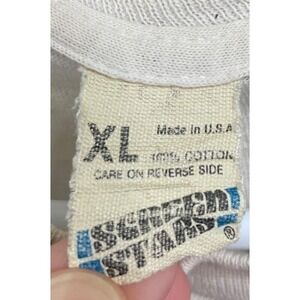 XL Made in U.S.A
100% COTTON
CARE ON REVERSE SIDE
SCREEN
STARS®